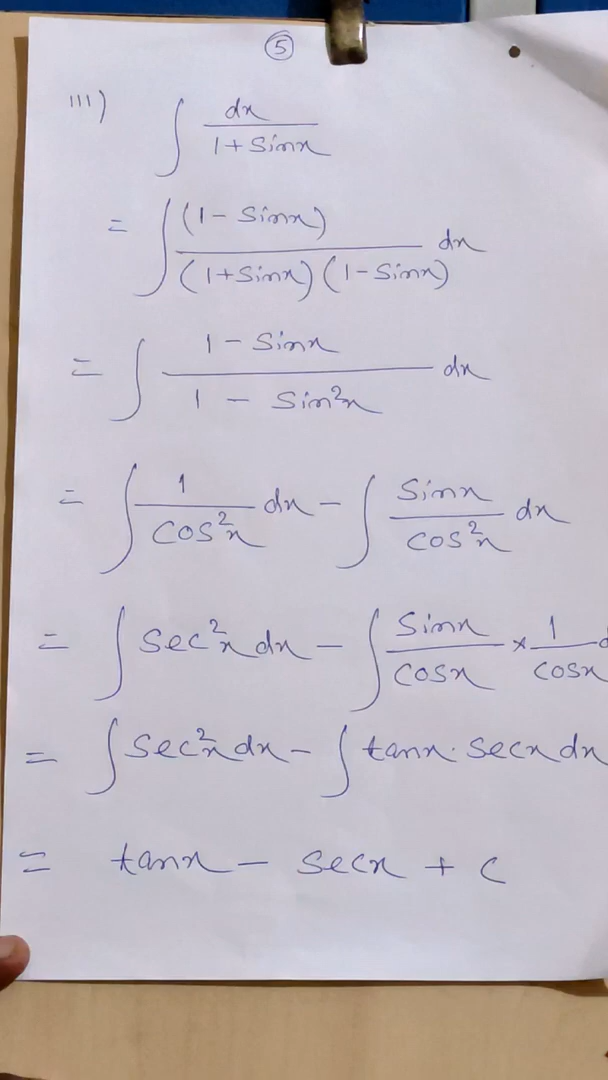 5
iii) ∫ dx / (1 + sinx)
= ∫ (1 - sinx) / ((1 + sinx) (1 - sinx)) dx
= ∫ (1 - sinx) / (1 - sin²x) dx
= ∫ 1 / cos²x dx - ∫ sinx / cos²x dx
= ∫ sec²x dx - ∫ sinx / cosx × 1 / cosx d
= ∫ sec²x dx - ∫ tanx · secx dx
= tanx - secx + c